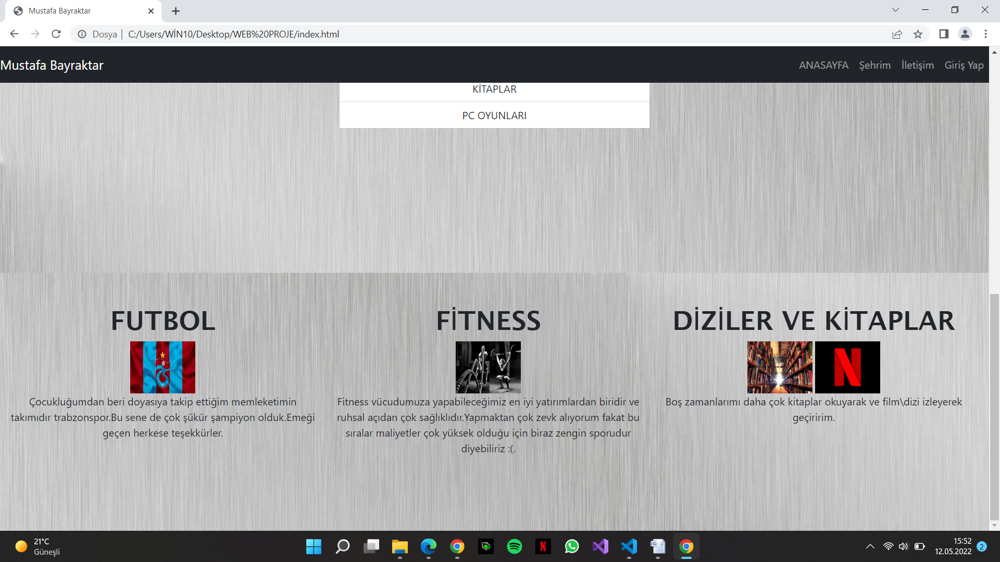 Mustafa Bayraktar
Dosya | C:/Users/WİN10/Desktop/WEB%20PROJE/index.html
Mustafa Bayraktar
ANASAYFA Şehrim İletişim Giriş Yap
KİTAPLAR
PC OYUNLARI
FUTBOL
Çocukluğumdan beri doyasıya takip ettiğim memleketimin
takımıdır trabzonspor.Bu sene de çok şükür şampiyon olduk.Emeği
geçen herkese teşekkürler.
FİTNESS
Fitness vücudumuza yapabileceğimiz en iyi yatırımlardan biridir ve
ruhsal açıdan çok sağlıklıdır.Yapmaktan çok zevk alıyorum fakat bu
sıralar maliyetler çok yüksek olduğu için biraz zengin sporudur
diyebiliriz :(.
DİZİLER VE KİTAPLAR
N
Boş zamanlarımı daha çok kitaplar okuyarak ve film\dizi izleyerek
geçiririm.
21°C
Güneşli
15:52
12.05.2022
2